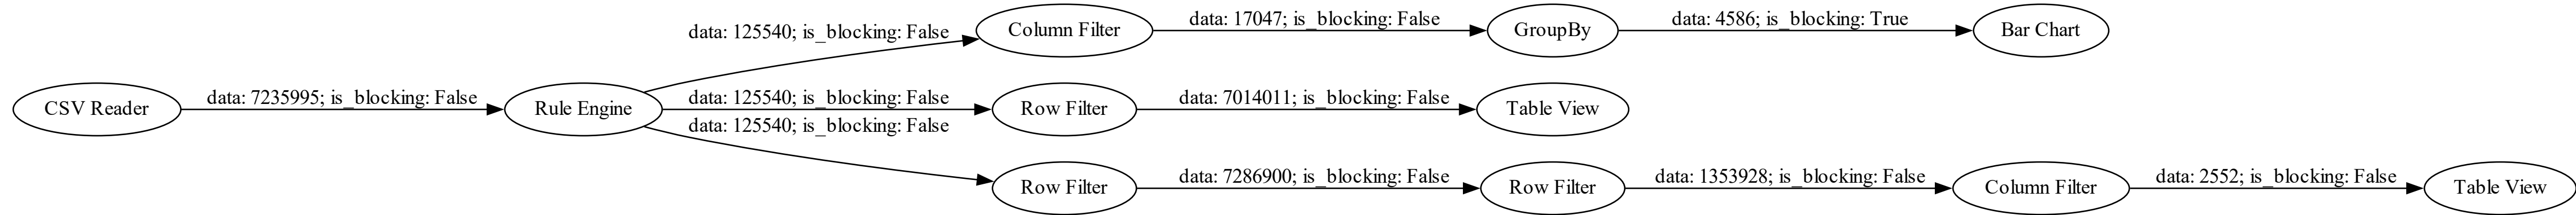 data: 125540; is_blocking: False
Column Filter
data: 17047; is_blocking: False
GroupBy
data: 4586; is_blocking: True
Bar Chart
CSV Reader
data: 7235995; is_blocking: False
Rule Engine
data: 125540; is_blocking: False
Row Filter
data: 7014011; is_blocking: False
Table View
data: 125540; is_blocking: False
Row Filter
data: 7286900; is_blocking: False
Row Filter
data: 1353928; is_blocking: False
Column Filter
data: 2552; is_blocking: False
Table View